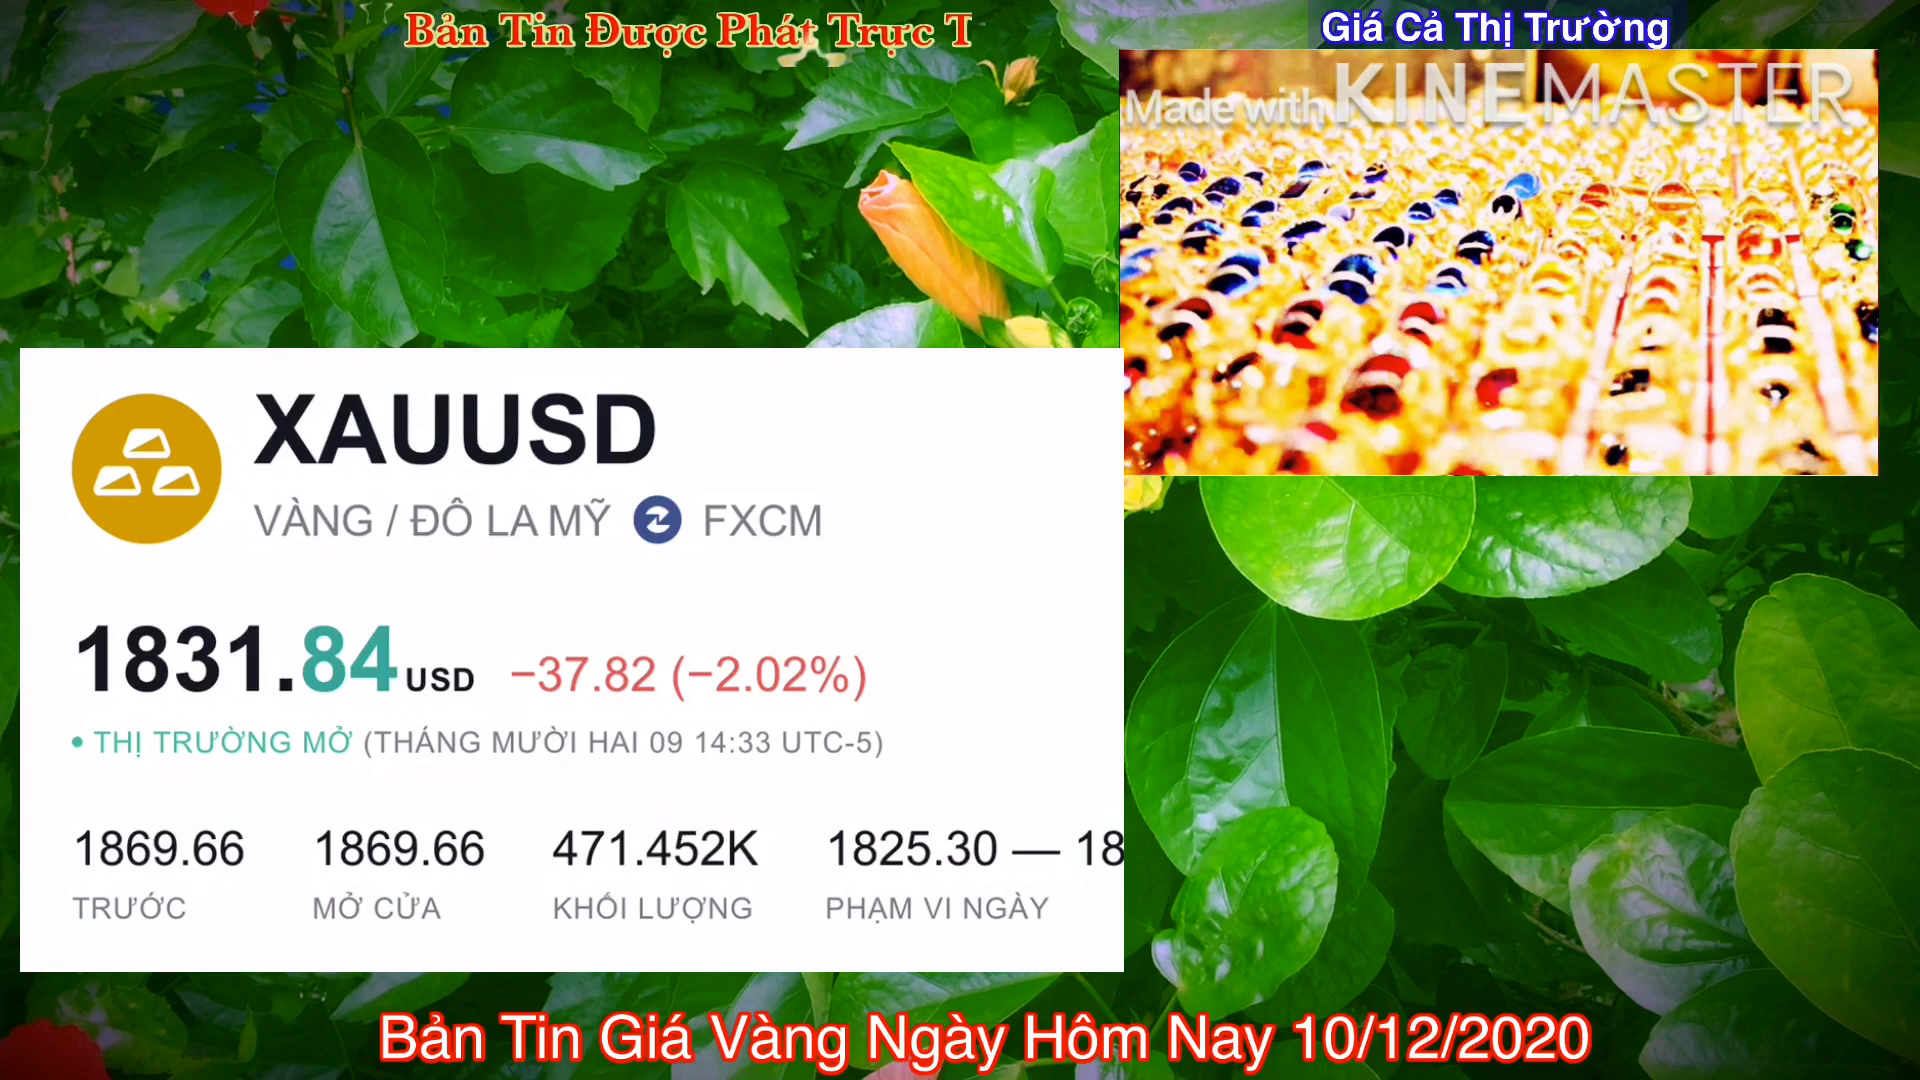 Bản Tin Được Phát Trực T
Giá Cả Thị Trường
Made with KINEMASTER
XAUUSD
VÀNG / ĐÔ LA MỸ FXCM
1831.84 USD −37.82 (−2.02%)
• THỊ TRƯỜNG MỞ (THÁNG MƯỜI HAI 09 14:33 UTC-5)
1869.66 1869.66 471.452K 1825.30 — 18
TRƯỚC MỞ CỬA KHỐI LƯỢNG PHẠM VI NGÀY
Bản Tin Giá Vàng Ngày Hôm Nay 10/12/2020